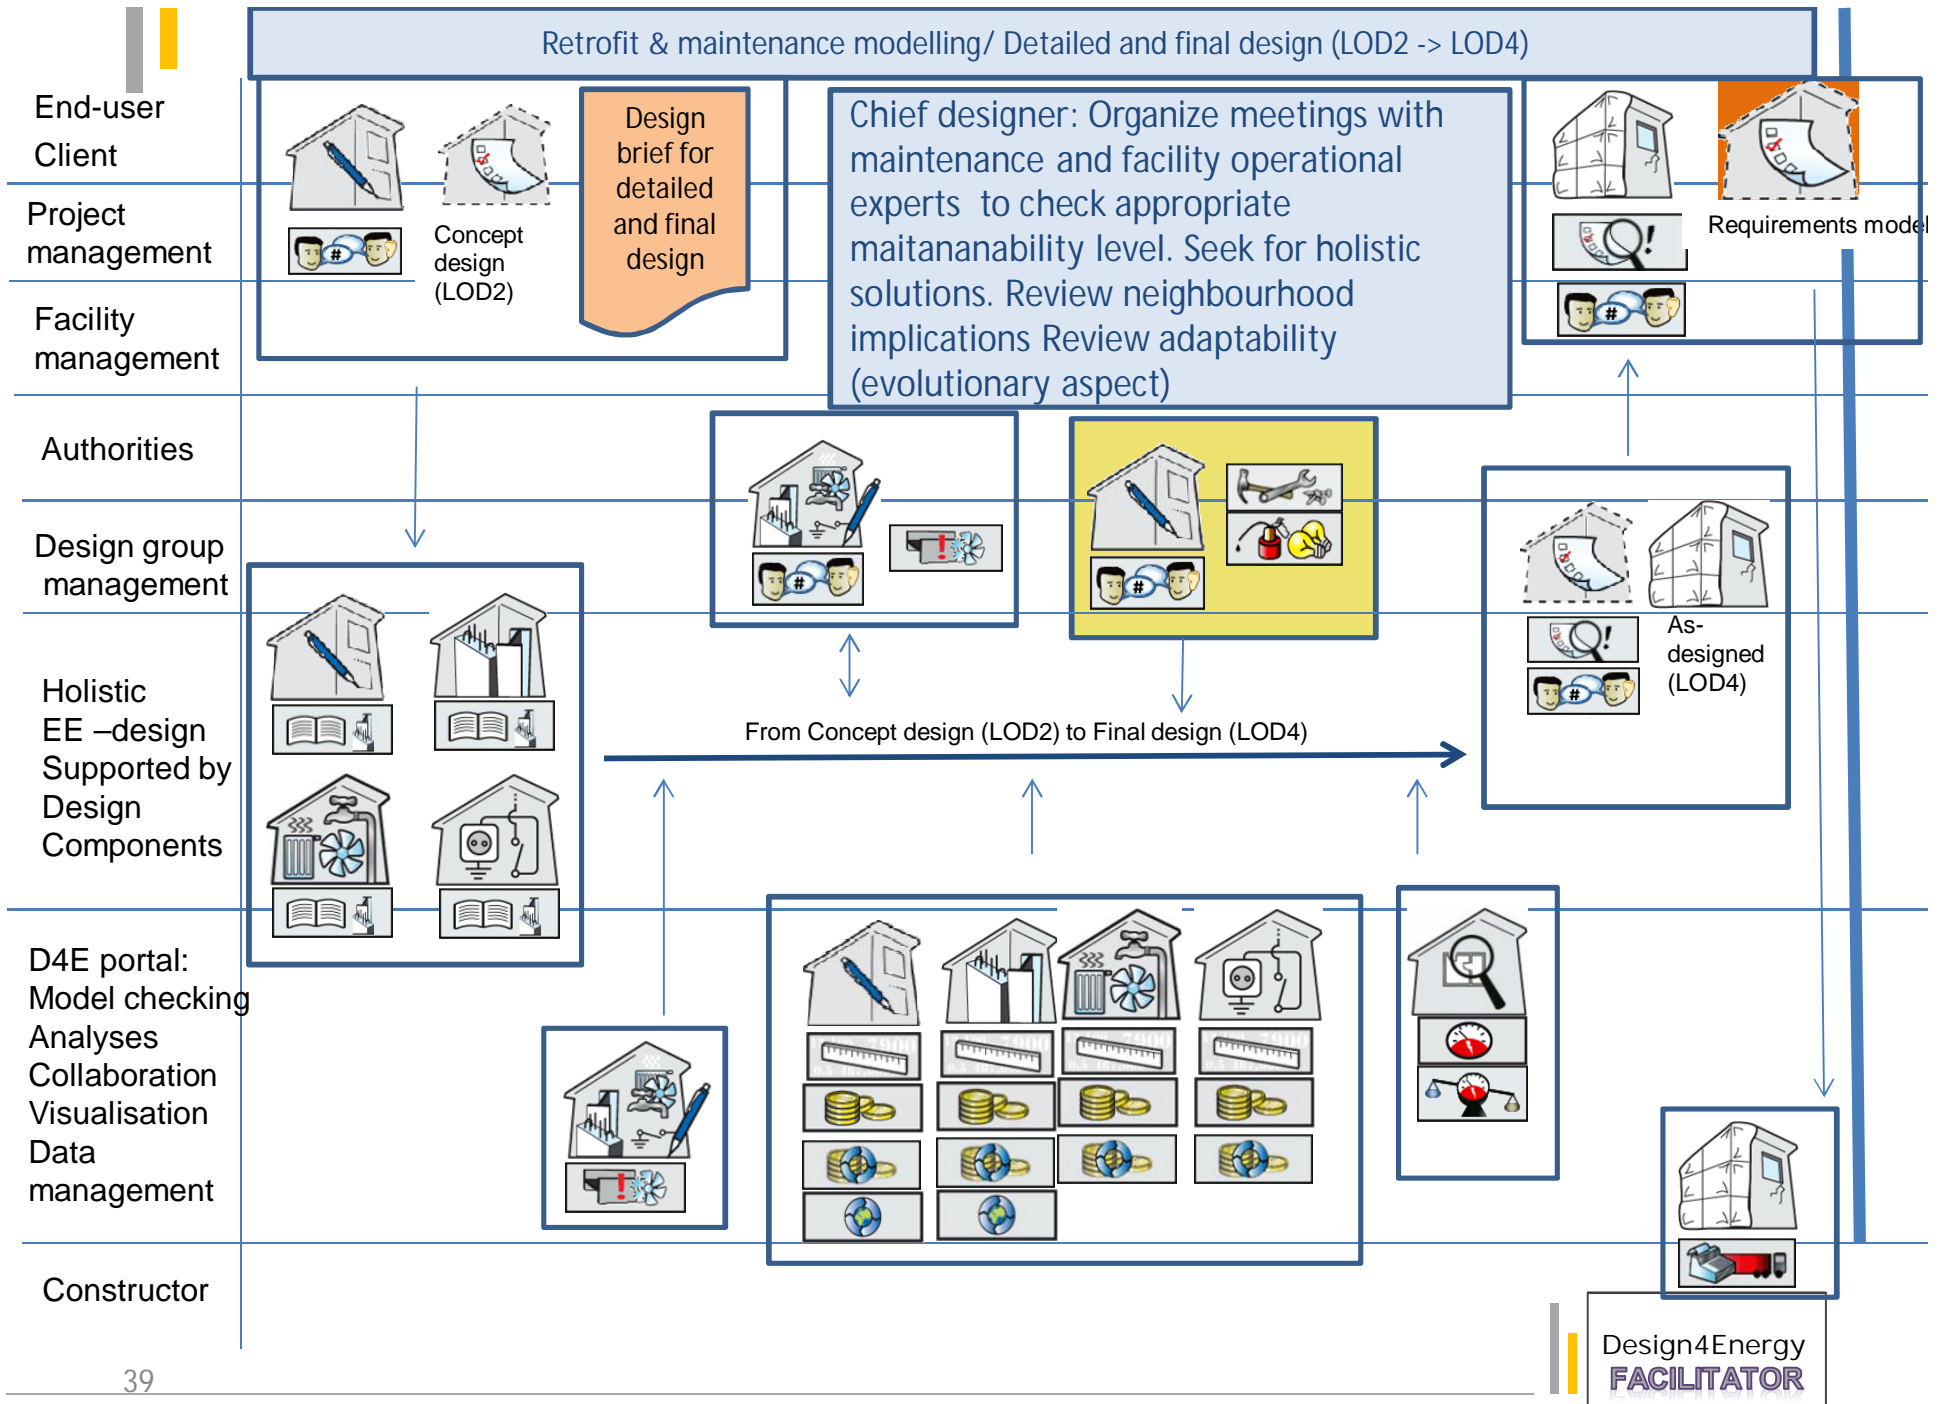 Retrofit & maintenance modelling/ Detailed and final design (LOD2 -> LOD4)
End-user
Client
Project
management
Facility
management
Authorities
Design group
management
Holistic
EE –design
Supported by
Design
Components
D4E portal:
Model checking
Analyses
Collaboration
Visualisation
Data
management
Constructor
Concept
design
(LOD2)
Design
brief for
detailed
and final
design
Chief designer: Organize meetings with
maintenance and facility operational
experts to check appropriate
maitananability level. Seek for holistic
solutions. Review neighbourhood
implications Review adaptability
(evolutionary aspect)
Requirements model
#
!
#
#
!
#
!
#
As-
designed
(LOD4)
From Concept design (LOD2) to Final design (LOD4)
!
7900
7900
7900
7900
39
Design4Energy
FACILITATOR